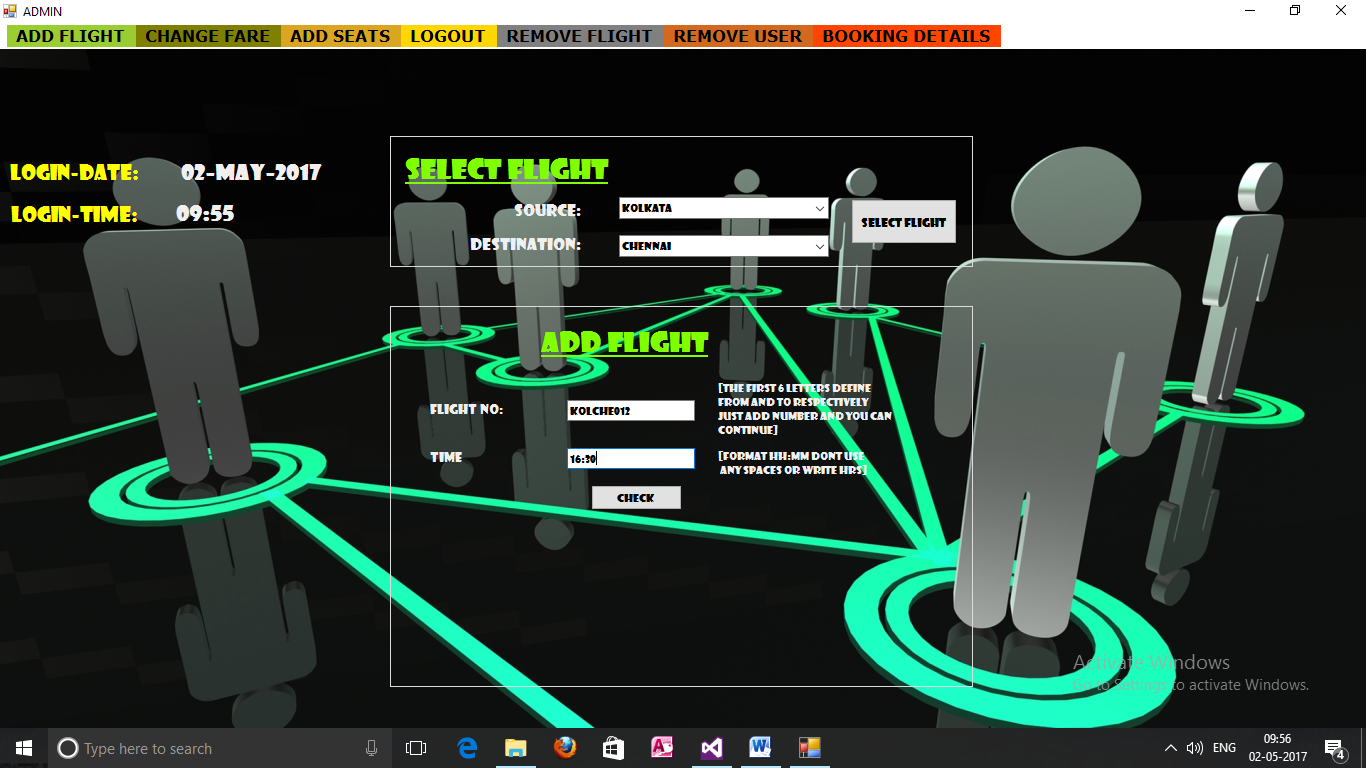 ADMIN
ADD FLIGHT CHANGE FARE ADD SEATS LOGOUT REMOVE FLIGHT REMOVE USER BOOKING DETAILS
LOGIN-DATE: 02-MAY-2017
LOGIN-TIME: 09:55
SELECT FLIGHT
SOURCE: KOLKATA
DESTINATION: CHENNAI
SELECT FLIGHT
ADD FLIGHT
FLIGHT NO: KOLCHE012
[THE FIRST 6 LETTERS DEFINE
FROM AND TO RESPECTIVELY
JUST ADD NUMBER AND YOU CAN
CONTINUE]
TIME 16:30
[FORMAT HH:MM DONT USE
ANY SPACES OR WRITE HRS]
CHECK
Activate Windows
Go to Settings to activate Windows.
Type here to search
ENG
09:56
02-05-2017
4